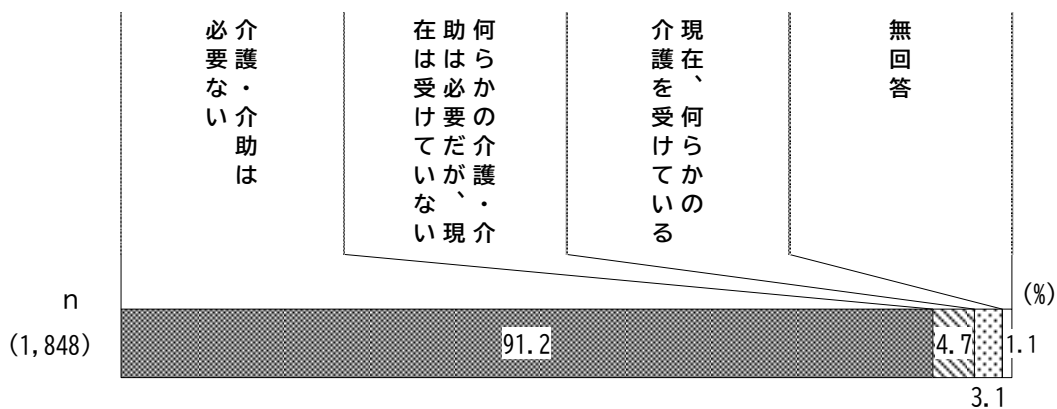 介護・介助は
必要ない
何らかの介護・介
助は必要だが、現
在は受けていない
現在、何らかの
介護を受けている
無回答
n
(%)
(1,848)
91.2
4.7
1.1
3.1